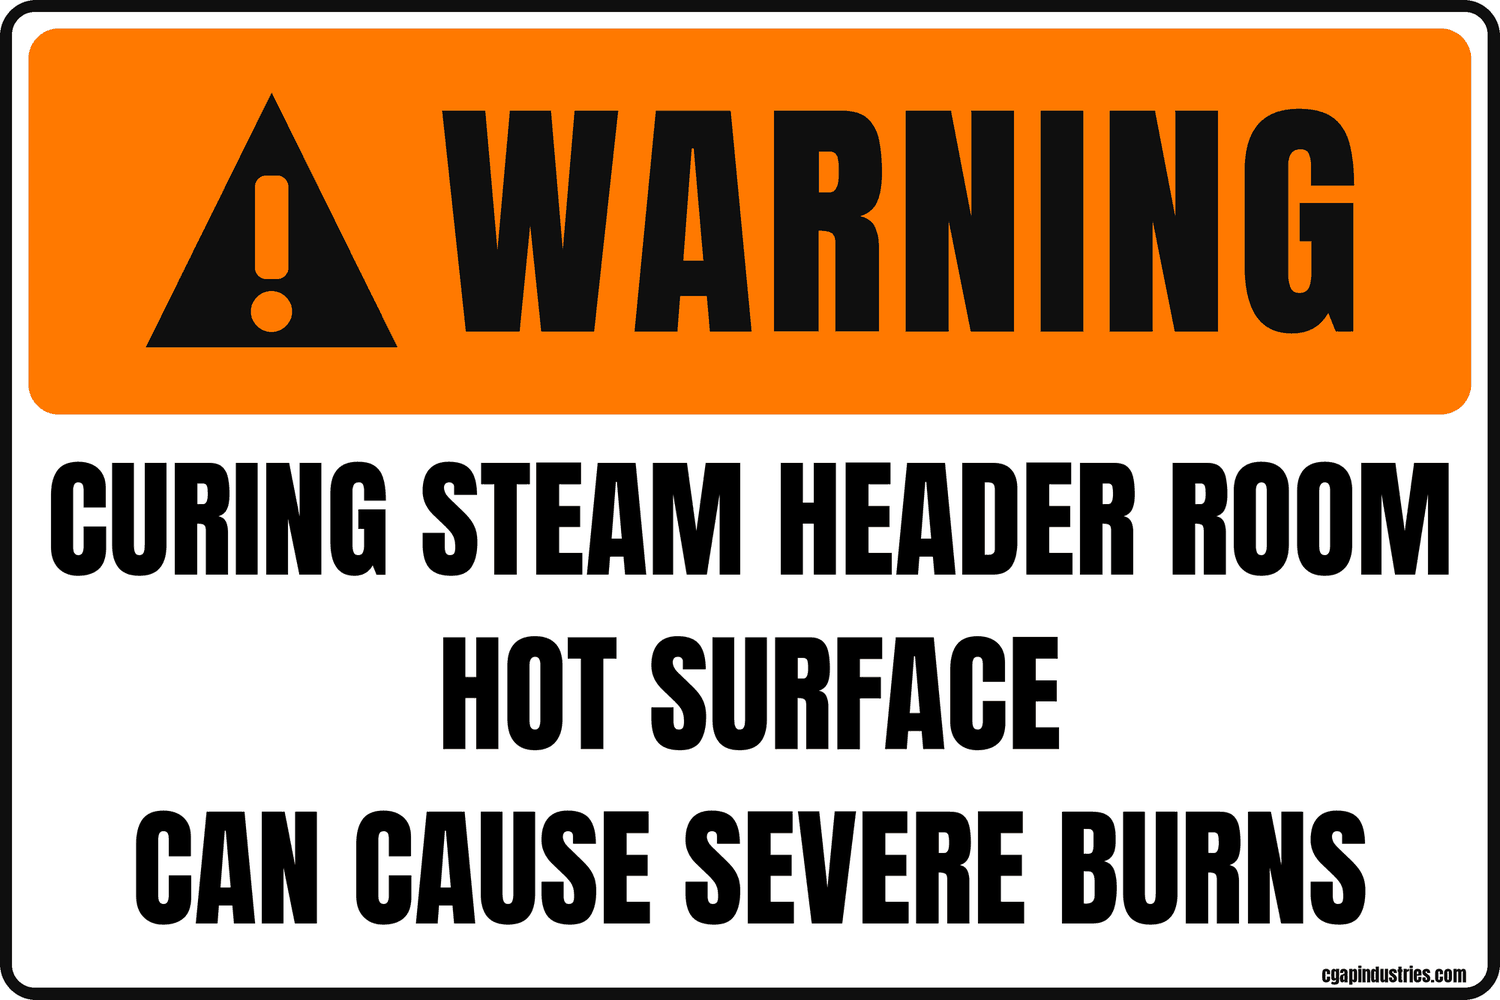 WARNING
CURING STEAM HEADER ROOM
HOT SURFACE
CAN CAUSE SEVERE BURNS
cgapindustries.com